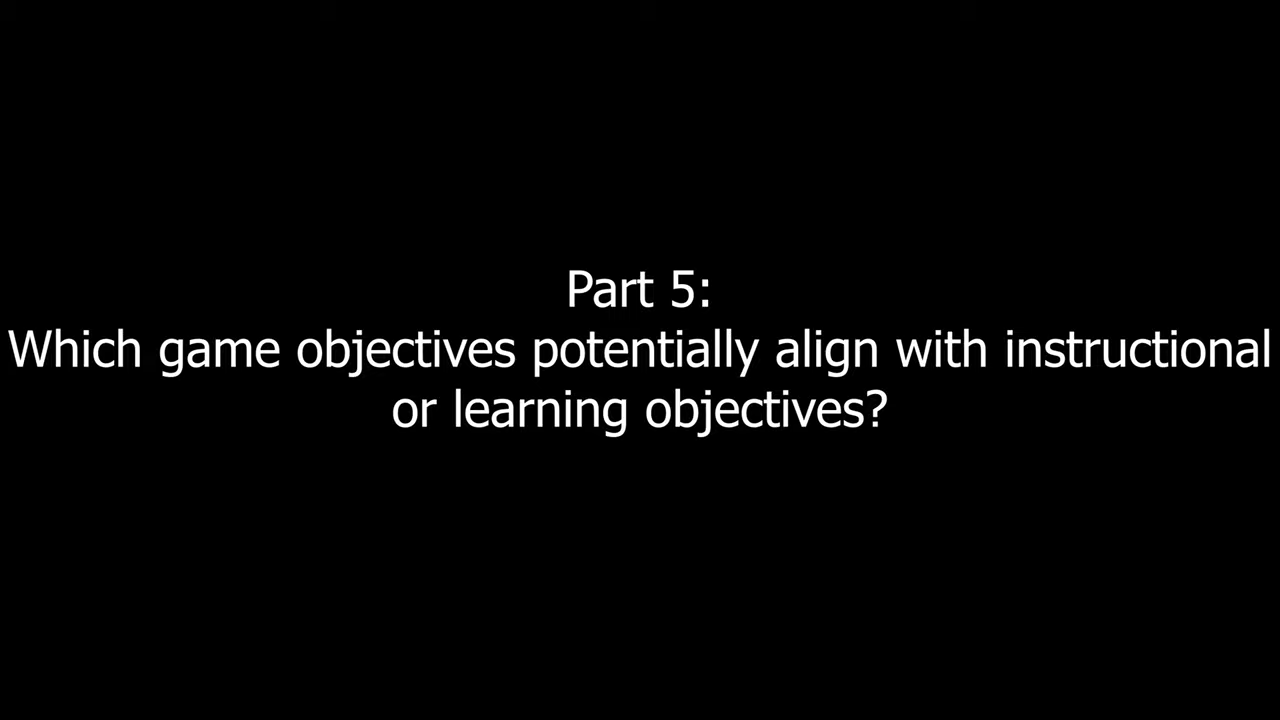 Part 5:
Which game objectives potentially align with instructional
or learning objectives?